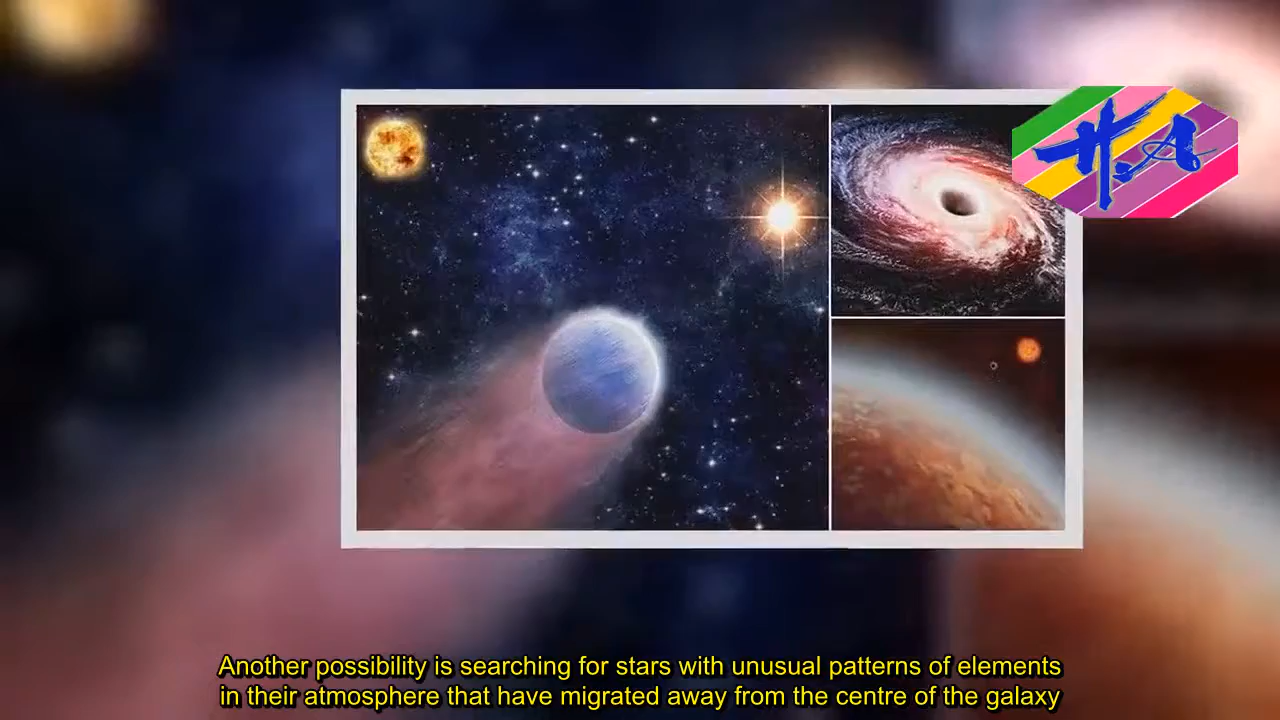 H.A
Another possibility is searching for stars with unusual patterns of elements
in their atmosphere that have migrated away from the centre of the galaxy